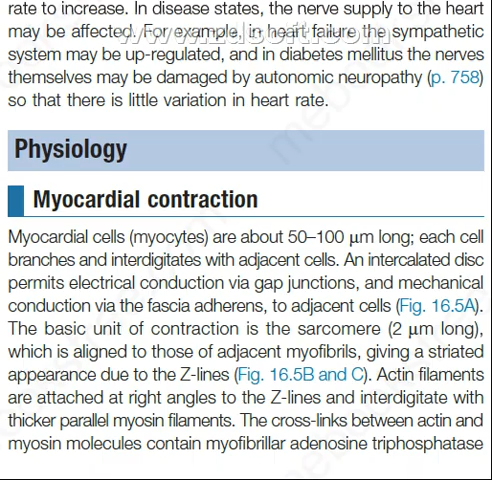 rate to increase. In disease states, the nerve supply to the heart
may be affected. For example, in heart failure the sympathetic
system may be up-regulated, and in diabetes mellitus the nerves
themselves may be damaged by autonomic neuropathy (p. 758)
so that there is little variation in heart rate.
Physiology
Myocardial contraction
Myocardial cells (myocytes) are about 50–100 μm long; each cell
branches and interdigitates with adjacent cells. An intercalated disc
permits electrical conduction via gap junctions, and mechanical
conduction via the fascia adherens, to adjacent cells (Fig. 16.5A).
The basic unit of contraction is the sarcomere (2 μm long),
which is aligned to those of adjacent myofibrils, giving a striated
appearance due to the Z-lines (Fig. 16.5B and C). Actin filaments
are attached at right angles to the Z-lines and interdigitate with
thicker parallel myosin filaments. The cross-links between actin and
myosin molecules contain myofibrillar adenosine triphosphatase